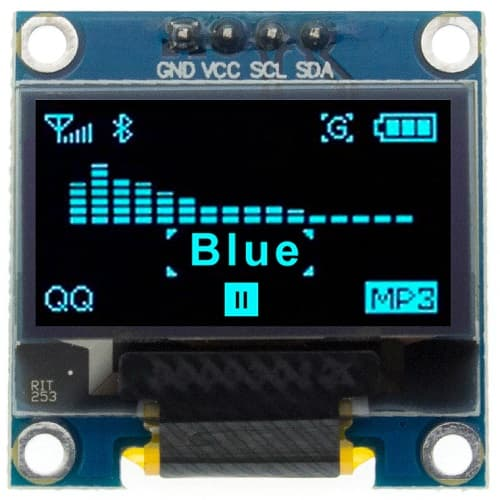 GND VCC SCL SDA
G
Blue
QQ
MP3
RIT
253